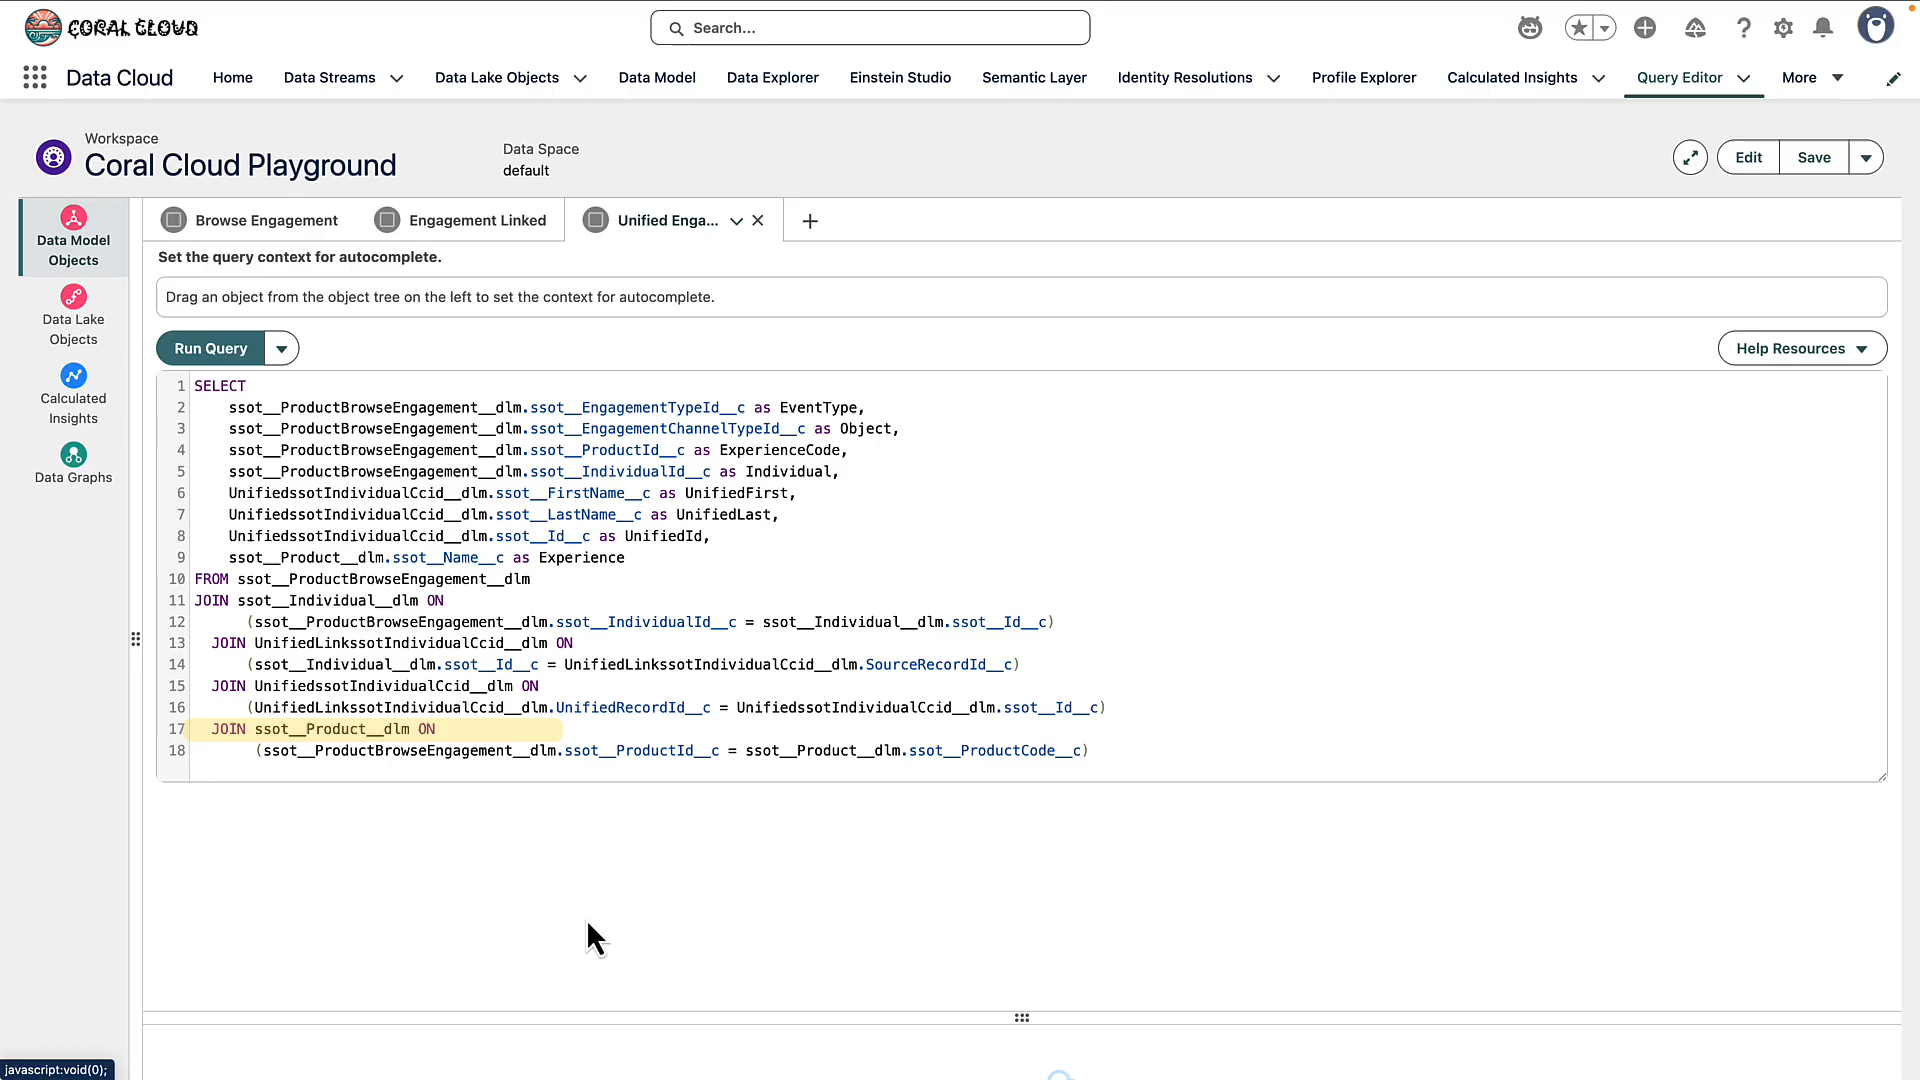 CORAL CLOUD
Search...
Data Cloud
Home
Data Streams
Data Lake Objects
Data Model
Data Explorer
Einstein Studio
Semantic Layer
Identity Resolutions
Profile Explorer
Calculated Insights
Query Editor
More
Workspace
Coral Cloud Playground
Data Space
default
Edit
Save
Data Model
Objects
Data Lake
Objects
Calculated
Insights
Data Graphs
Browse Engagement
Engagement Linked
Unified Enga...
Set the query context for autocomplete.
Drag an object from the object tree on the left to set the context for autocomplete.
Run Query
Help Resources
1 SELECT
2 ssot__ProductBrowseEngagement__dlm.ssot__EngagementTypeId__c as EventType,
3 ssot__ProductBrowseEngagement__dlm.ssot__EngagementChannelTypeId__c as Object,
4 ssot__ProductBrowseEngagement__dlm.ssot__ProductId__c as ExperienceCode,
5 ssot__ProductBrowseEngagement__dlm.ssot__IndividualId__c as Individual,
6 UnifiedssotIndividualCcid__dlm.ssot__FirstName__c as UnifiedFirst,
7 UnifiedssotIndividualCcid__dlm.ssot__LastName__c as UnifiedLast,
8 UnifiedssotIndividualCcid__dlm.ssot__Id__c as UnifiedId,
9 ssot__Product__dlm.ssot__Name__c as Experience
10 FROM ssot__ProductBrowseEngagement__dlm
11 JOIN ssot__Individual__dlm ON
12 (ssot__ProductBrowseEngagement__dlm.ssot__IndividualId__c = ssot__Individual__dlm.ssot__Id__c)
13 JOIN UnifiedLinkssotIndividualCcid__dlm ON
14 (ssot__Individual__dlm.ssot__Id__c = UnifiedLinkssotIndividualCcid__dlm.SourceRecordId__c)
15 JOIN UnifiedssotIndividualCcid__dlm ON
16 (UnifiedLinkssotIndividualCcid__dlm.UnifiedRecordId__c = UnifiedssotIndividualCcid__dlm.ssot__Id__c)
17 JOIN ssot__Product__dlm ON
18 (ssot__ProductBrowseEngagement__dlm.ssot__ProductId__c = ssot__Product__dlm.ssot__ProductCode__c)
javascript:void(0);